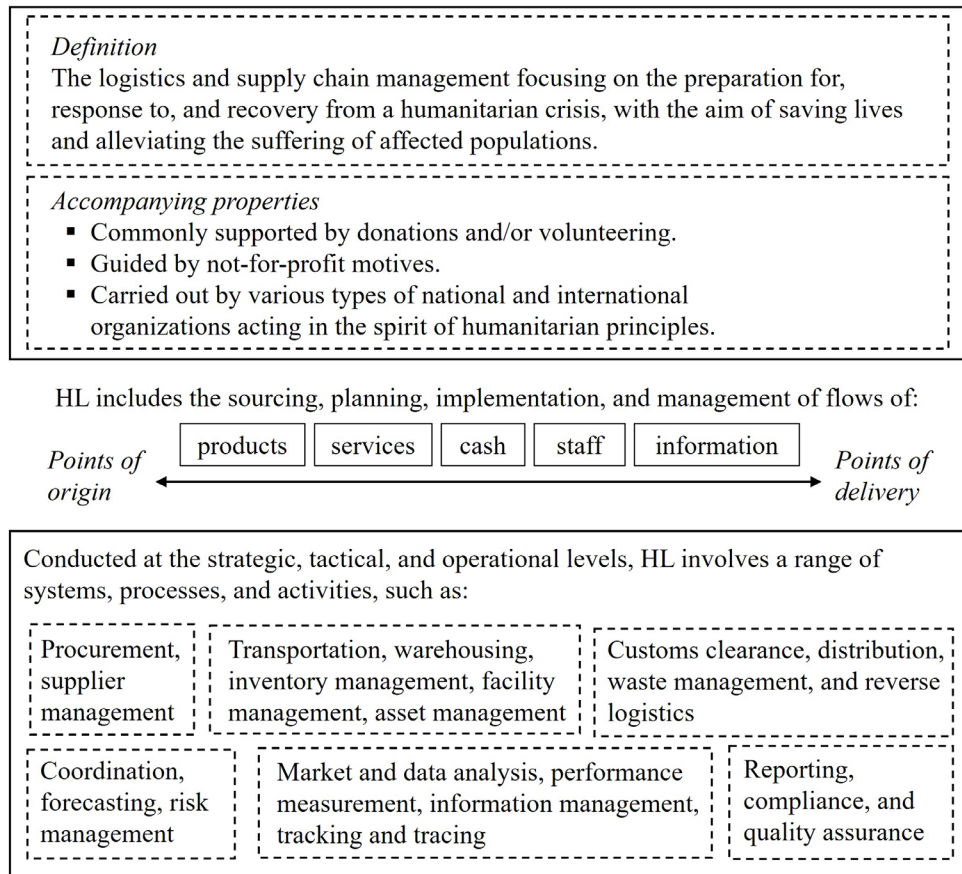 Definition
The logistics and supply chain management focusing on the preparation for,
response to, and recovery from a humanitarian crisis, with the aim of saving lives
and alleviating the suffering of affected populations.
Accompanying properties
▪ Commonly supported by donations and/or volunteering.
▪ Guided by not-for-profit motives.
▪ Carried out by various types of national and international
organizations acting in the spirit of humanitarian principles.
HL includes the sourcing, planning, implementation, and management of flows of:
products services cash staff information
Points of
origin
Points of
delivery
Conducted at the strategic, tactical, and operational levels, HL involves a range of
systems, processes, and activities, such as:
Procurement,
supplier
management
Transportation, warehousing,
inventory management, facility
management, asset management
Customs clearance, distribution,
waste management, and reverse
logistics
Coordination,
forecasting, risk
management
Market and data analysis, performance
measurement, information management,
tracking and tracing
Reporting,
compliance, and
quality assurance